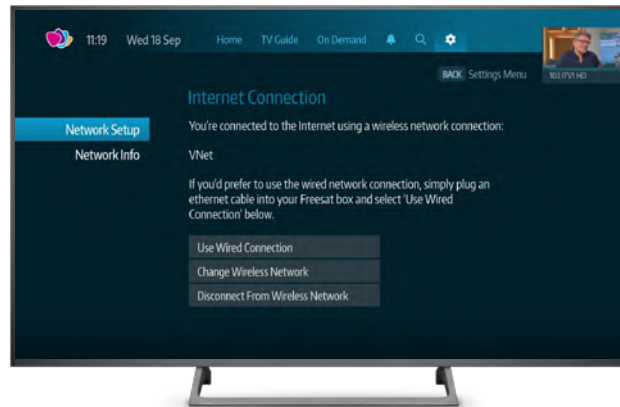 11:19 Wed 18 Sep Home TV Guide On Demand
BACK Settings Menu
101 ITV1 HD
Internet Connection
Network Setup
Network Info
You're connected to the Internet using a wireless network connection:
VNet
If you'd prefer to use the wired network connection, simply plug an
ethernet cable into your Freesat box and select 'Use Wired
Connection' below.
Use Wired Connection
Change Wireless Network
Disconnect From Wireless Network